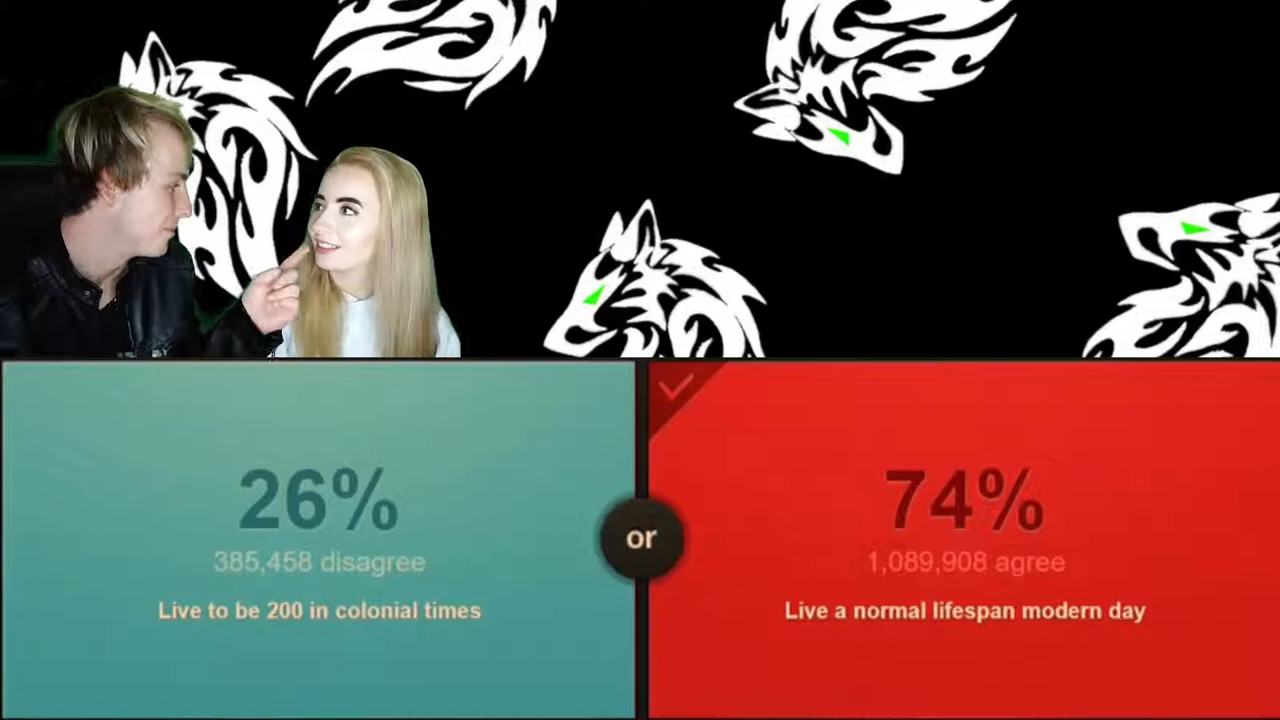 26%
385,458 disagree
Live to be 200 in colonial times
or
74%
1,089,908 agree
Live a normal lifespan modern day